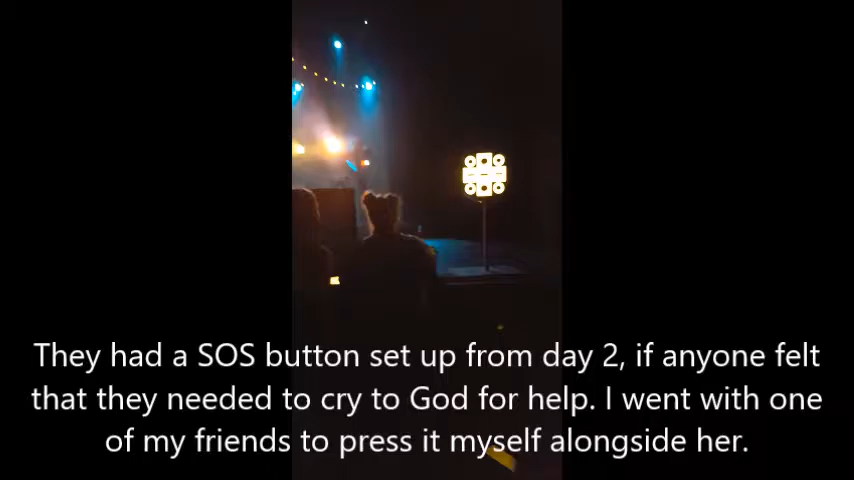 They had a SOS button set up from day 2, if anyone felt
that they needed to cry to God for help. I went with one
of my friends to press it myself alongside her.